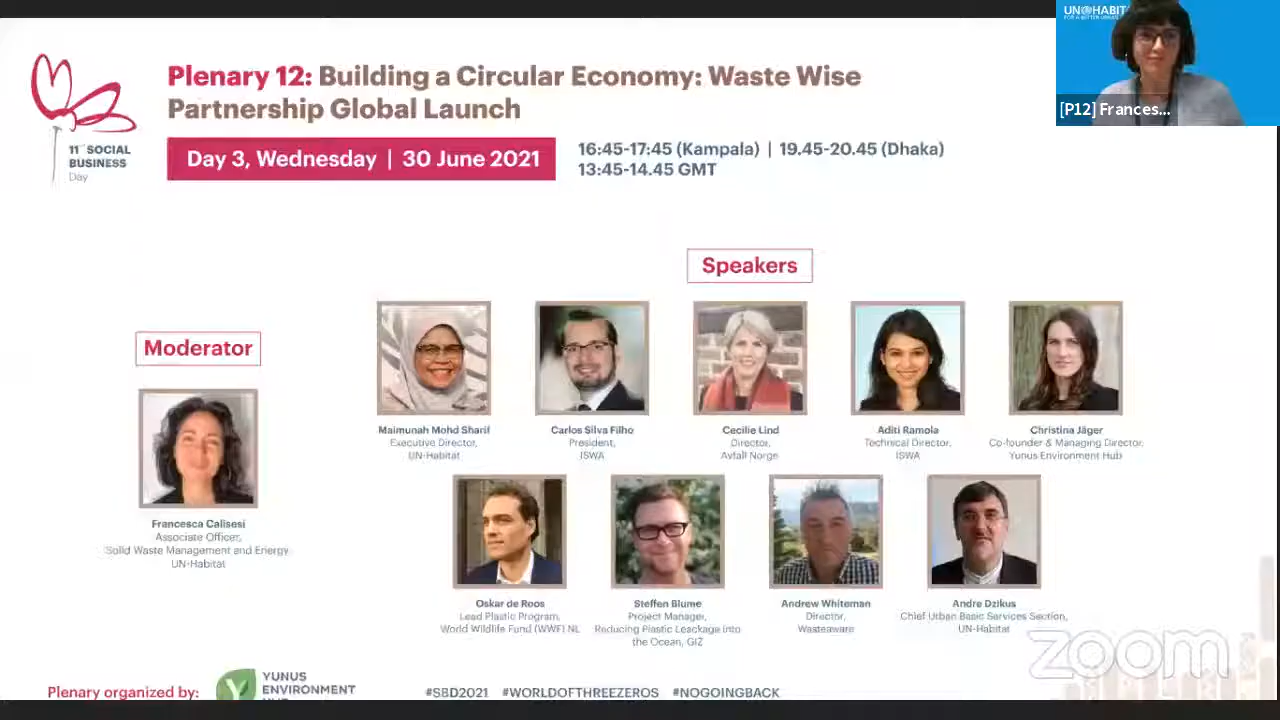 UN HABIT
FOR A BETTER URBAN
[P12] Frances...
Plenary 12: Building a Circular Economy: Waste Wise
Partnership Global Launch
11 SOCIAL
BUSINESS
Day
Day 3, Wednesday | 30 June 2021
16:45-17:45 (Kampala) | 19.45-20.45 (Dhaka)
13:45-14.45 GMT
Moderator
Francesca Calisesi
Associate Officer,
Solid Waste Management and Energy
UN-Habitat
Speakers
Maimunah Mohd Sharif
Executive Director,
UN-Habitat
Carlos Silva Filho
President,
ISWA
Cecilie Lind
Director,
Avfall Norge
Aditi Ramola
Technical Director,
ISWA
Christina Jäger
Co-founder & Managing Director,
Yunus Environment Hub
Oskar de Roos
Lead Plastic Program,
World Wildlife Fund (WWF) NL
Steffen Blume
Project Manager,
Reducing Plastic Leackage into
the Ocean, GIZ
Andrew Whiteman
Director,
Wasteaware
Andre Dzikus
Chief Urban Basic Services Section,
UN-Habitat
zoom
Plenary organized by:
YUNUS
ENVIRONMENT
#SBD2021 #WORLDOFTHREEZEROS #NOGOINGBACK